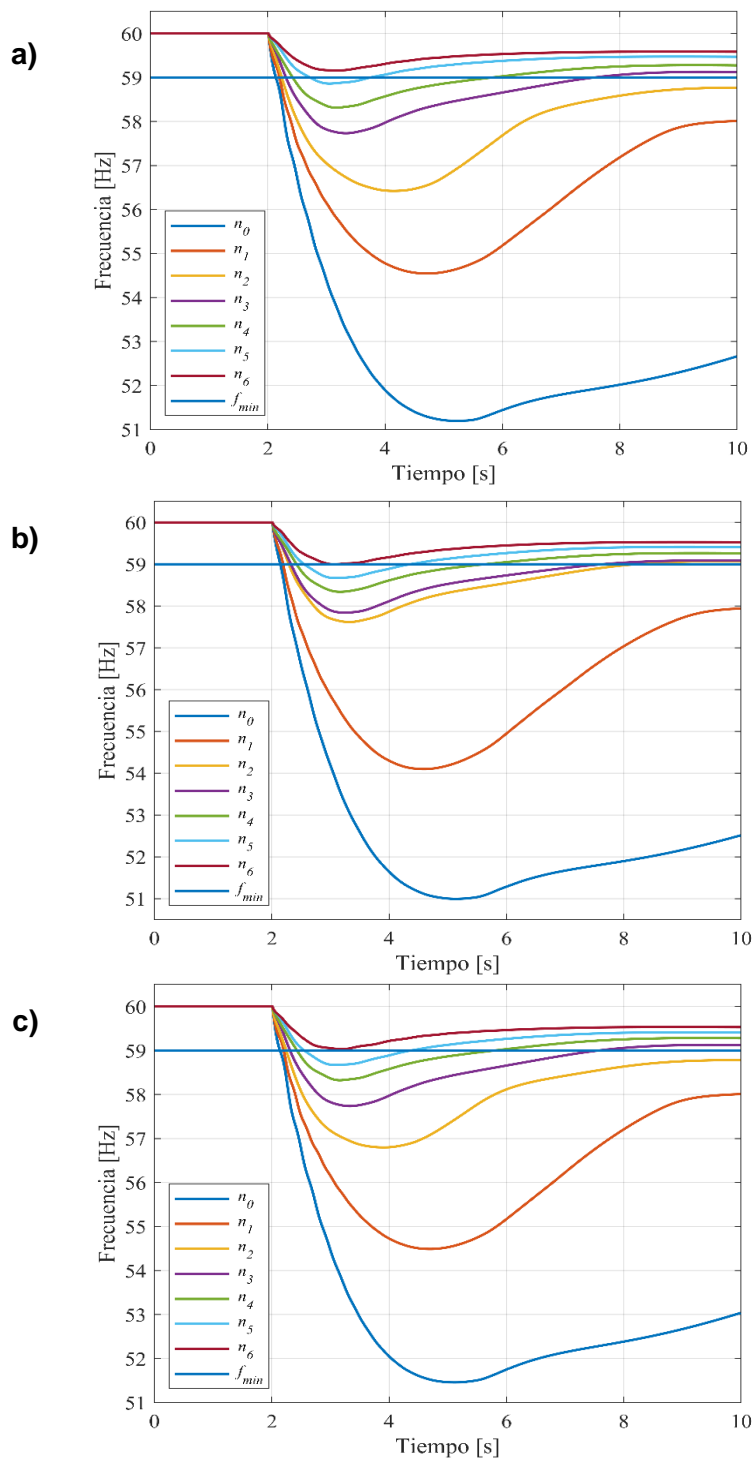 a)
Frecuencia [Hz]
60
59
58
57
56
55
54
53
52
51
n0
n1
n2
n3
n4
n5
n6
fmin
0 2 4 6 8 10
Tiempo [s]
b)
Frecuencia [Hz]
60
59
58
57
56
55
54
53
52
51
n0
n1
n2
n3
n4
n5
n6
fmin
0 2 4 6 8 10
Tiempo [s]
c)
Frecuencia [Hz]
60
59
58
57
56
55
54
53
52
51
n0
n1
n2
n3
n4
n5
n6
fmin
0 2 4 6 8 10
Tiempo [s]